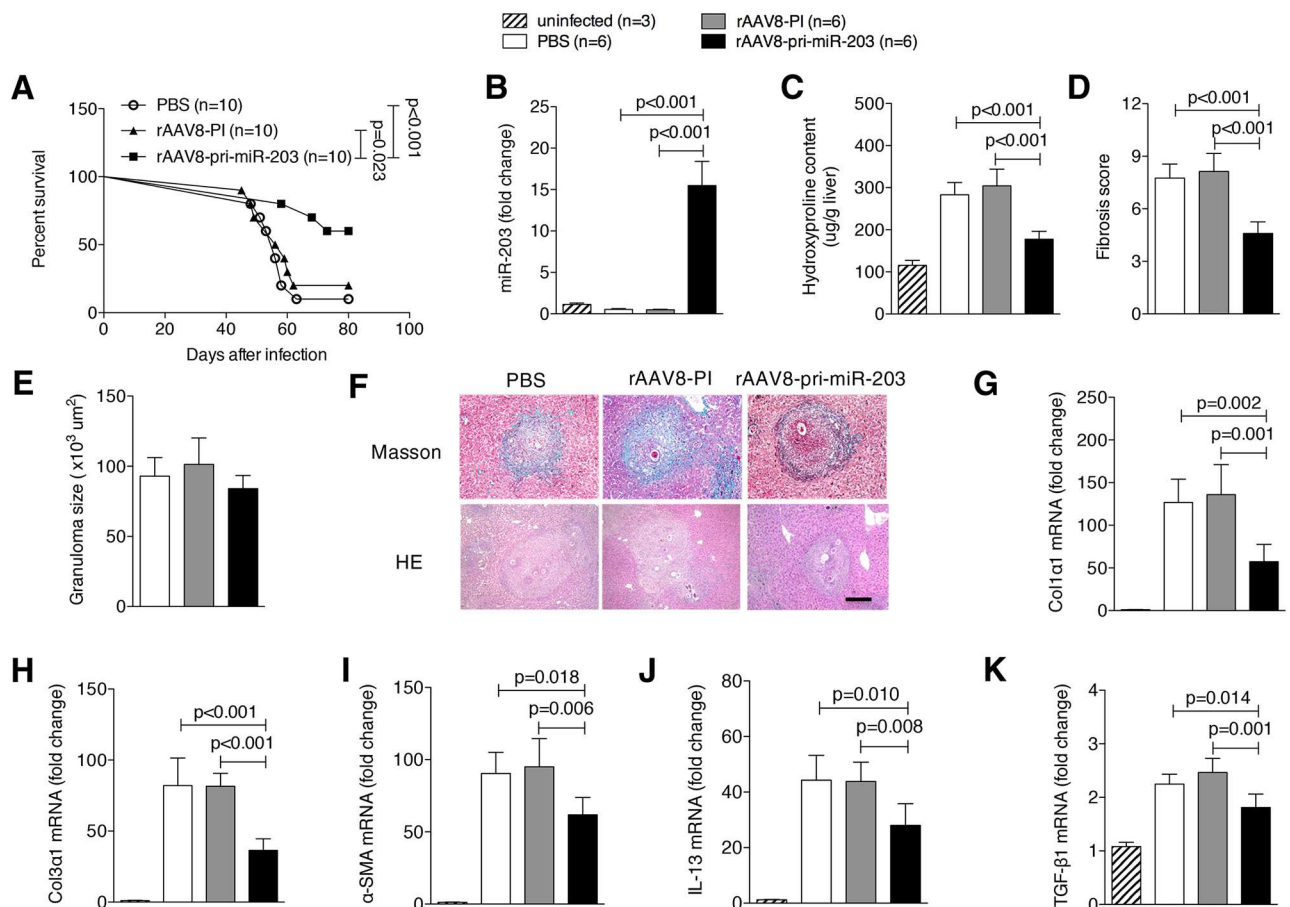 uninfected (n=3)
rAAV8-PI (n=6)
PBS (n=6)
rAAV8-pri-miR-203 (n=6)
A
PBS (n=10)
rAAV8-PI (n=10)
rAAV8-pri-miR-203 (n=10)
p=0.023
p<0.001
Percent survival
150
100
50
0
0 20 40 60 80 100
Days after infection
B
miR-203 (fold change)
25
20
15
10
5
0
p<0.001
p<0.001
C
Hydroxyproline content
(ug/g liver)
500
400
300
200
100
0
p<0.001
p<0.001
D
Fibrosis score
12
9
6
3
0
p<0.001
p<0.001
E
Granuloma size (x10³ um²)
150
100
50
0
F
PBS rAAV8-PI rAAV8-pri-miR-203
Masson
HE
G
Col1α1 mRNA (fold change)
250
200
150
100
50
0
p=0.002
p=0.001
H
Col3α1 mRNA (fold change)
150
100
50
0
p<0.001
p<0.001
I
α-SMA mRNA (fold change)
150
100
50
0
p=0.018
p=0.006
J
IL-13 mRNA (fold change)
80
60
40
20
0
p=0.010
p=0.008
K
TGF-β1 mRNA (fold change)
4
3
2
1
0
p=0.014
p=0.001